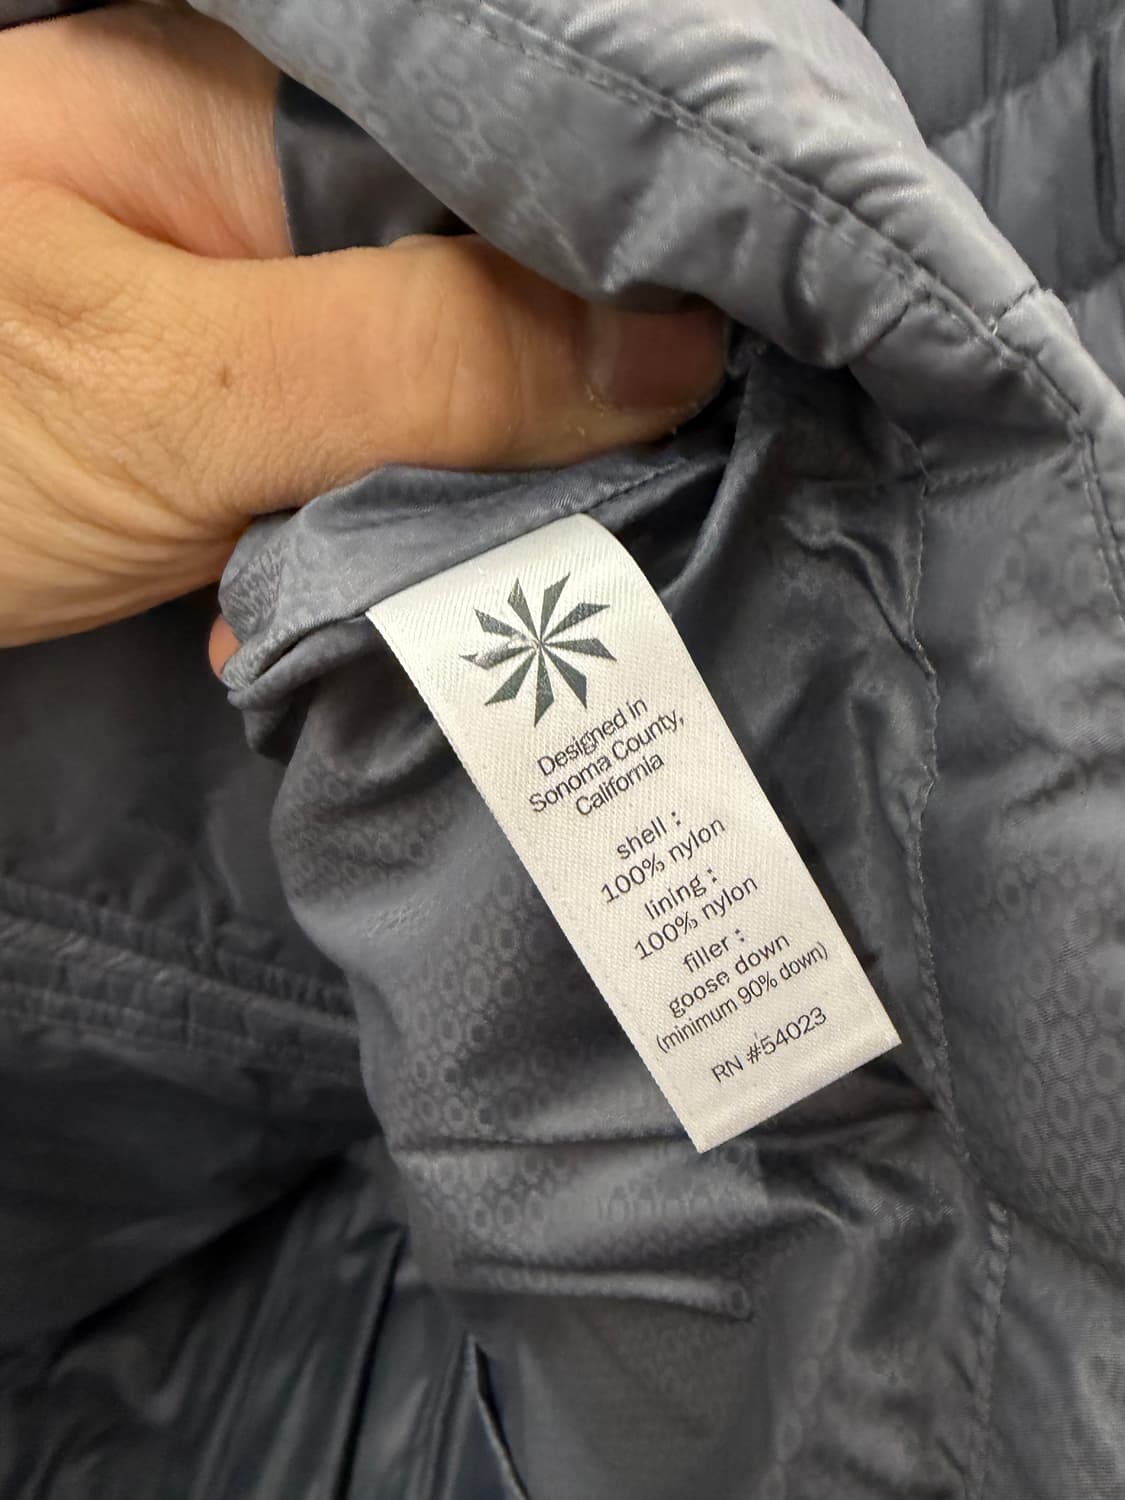 Designed in
Sonoma County,
California
shell :
100% nylon
lining :
100% nylon
filler :
goose down
(minimum 90% down)
RN #54023